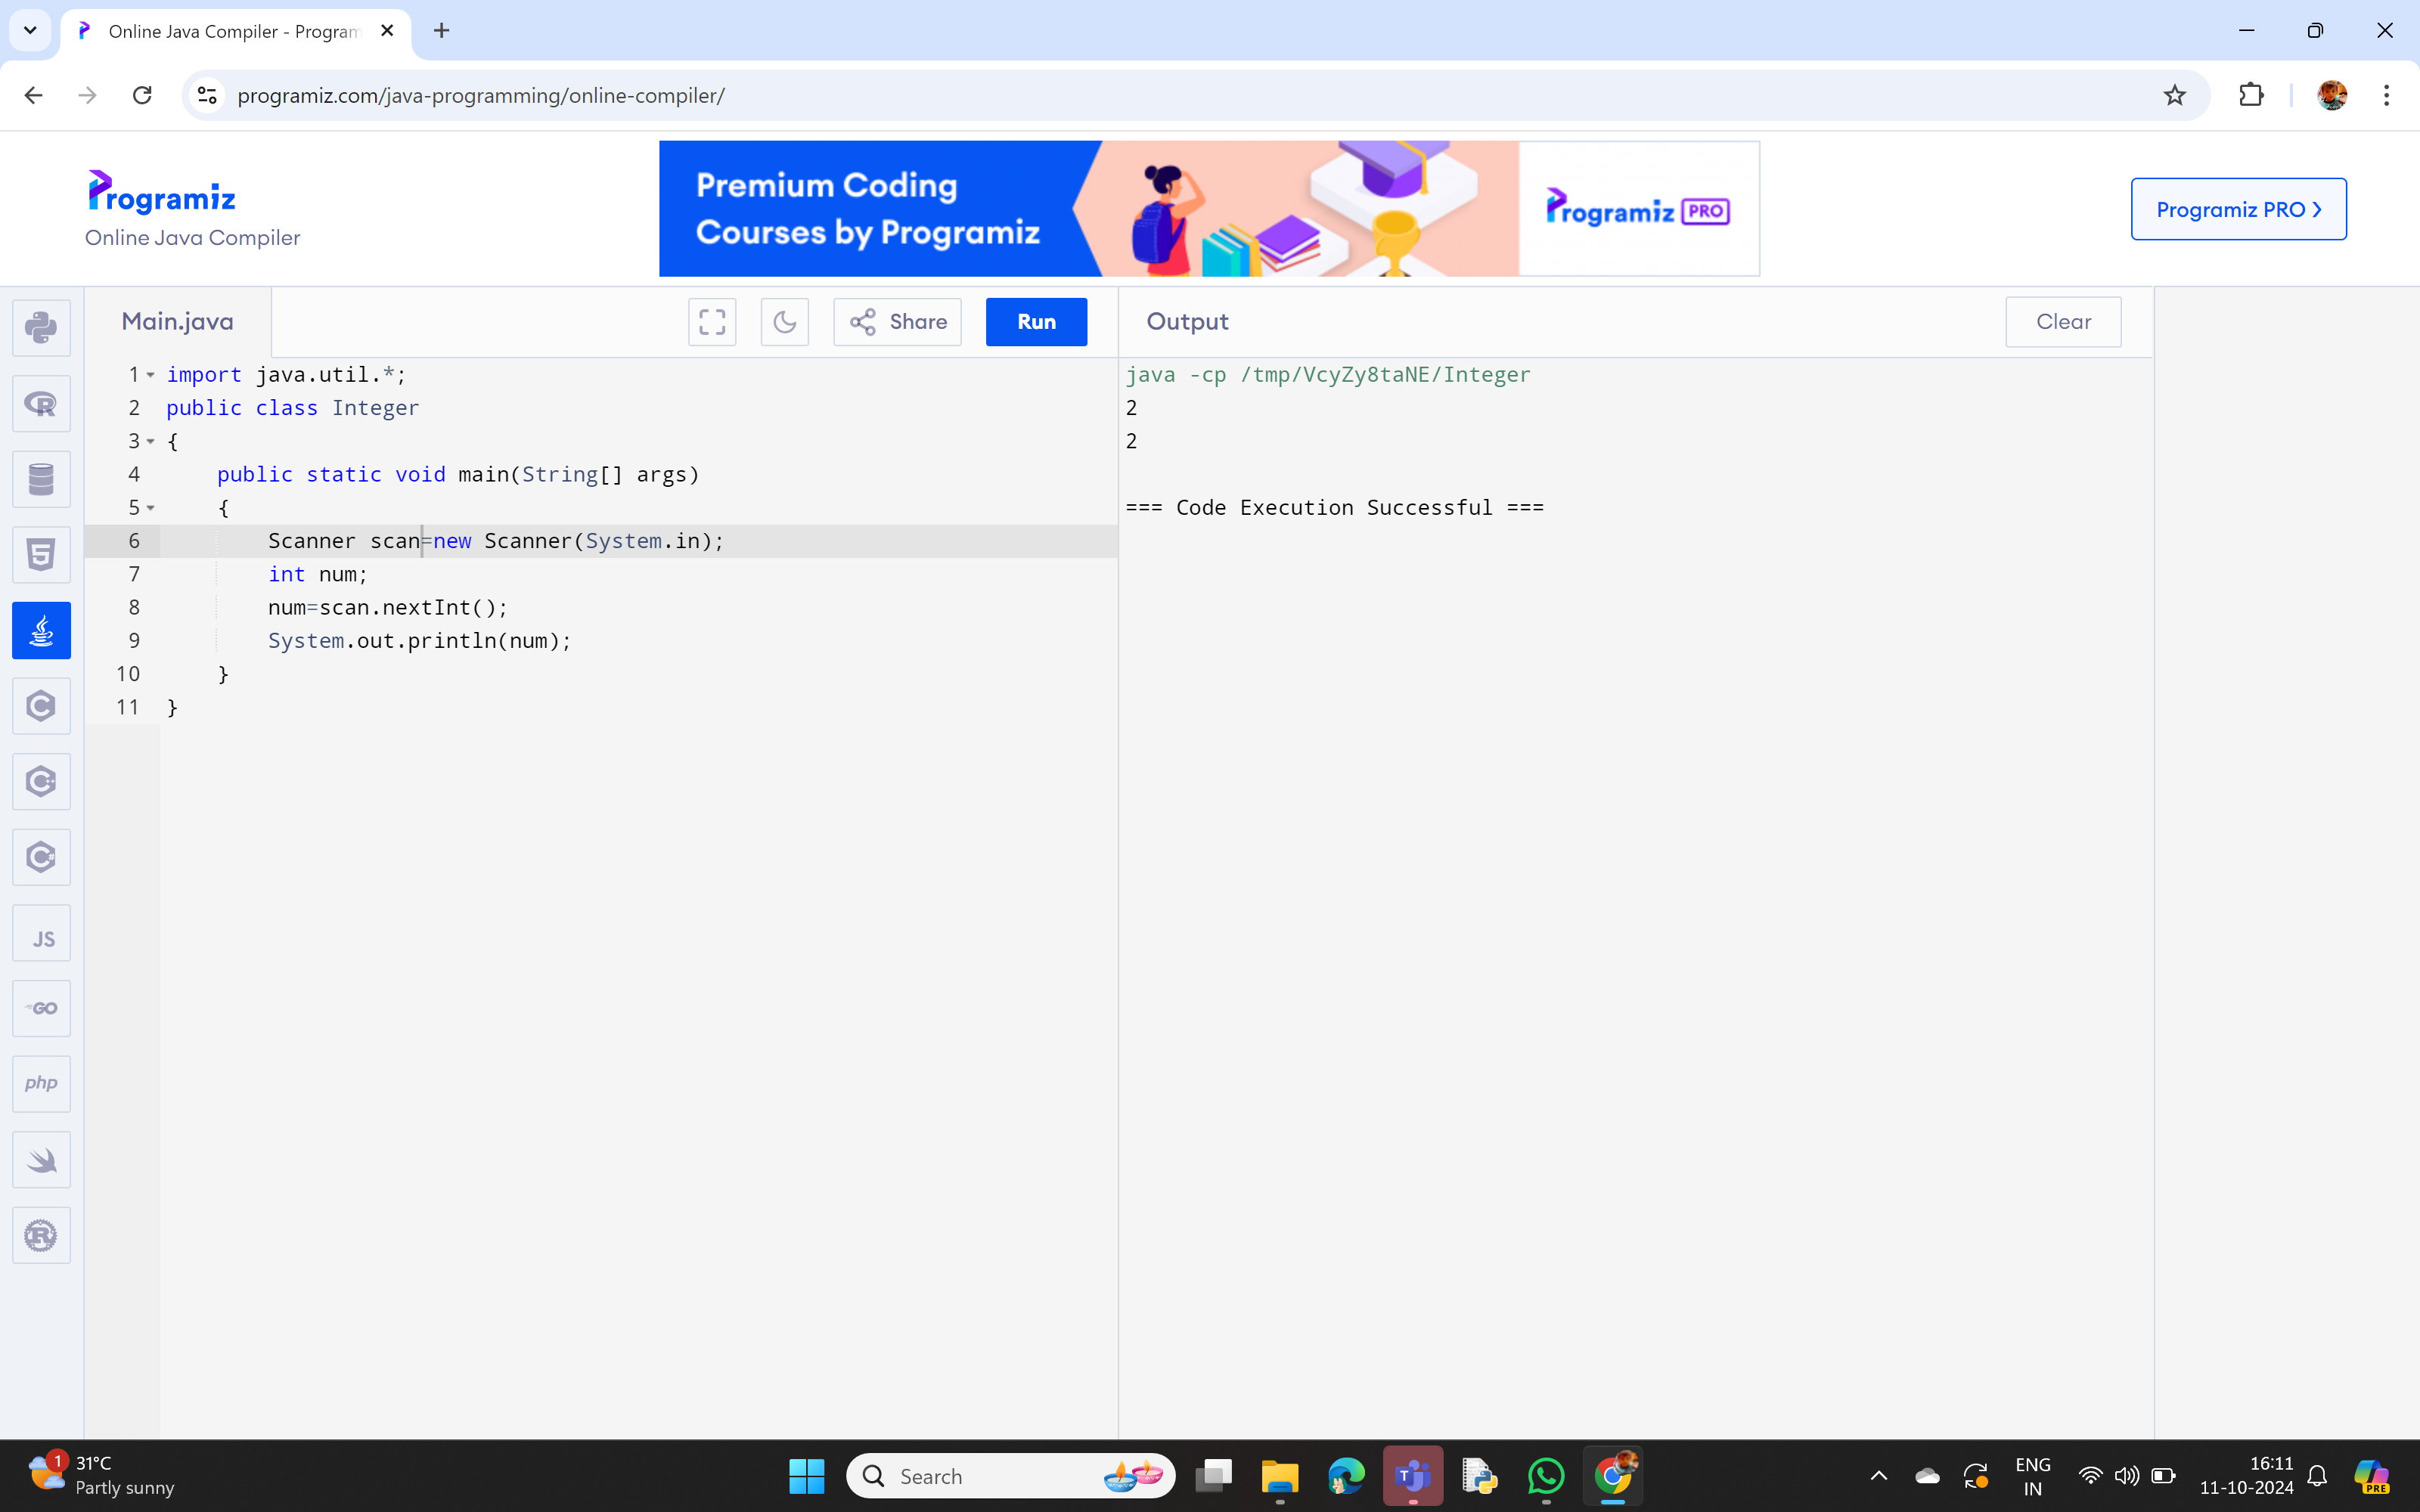 Online Java Compiler - Program
programiz.com/java-programming/online-compiler/
Programiz
Online Java Compiler
Premium Coding
Courses by Programiz
Programiz PRO
Programiz PRO
Main.java
Share
Run
Output
Clear
1 import java.util.*;
2 public class Integer
3 {
4 public static void main(String[] args)
5 {
6 Scanner scan=new Scanner(System.in);
7 int num;
8 num=scan.nextInt();
9 System.out.println(num);
10 }
11 }
java -cp /tmp/VcyZy8taNE/Integer
2
2
=== Code Execution Successful ===
R
5
C
C
C#
JS
GO
php
R
1
31°C
Partly sunny
Search
T
ENG
IN
16:11
11-10-2024
PRE